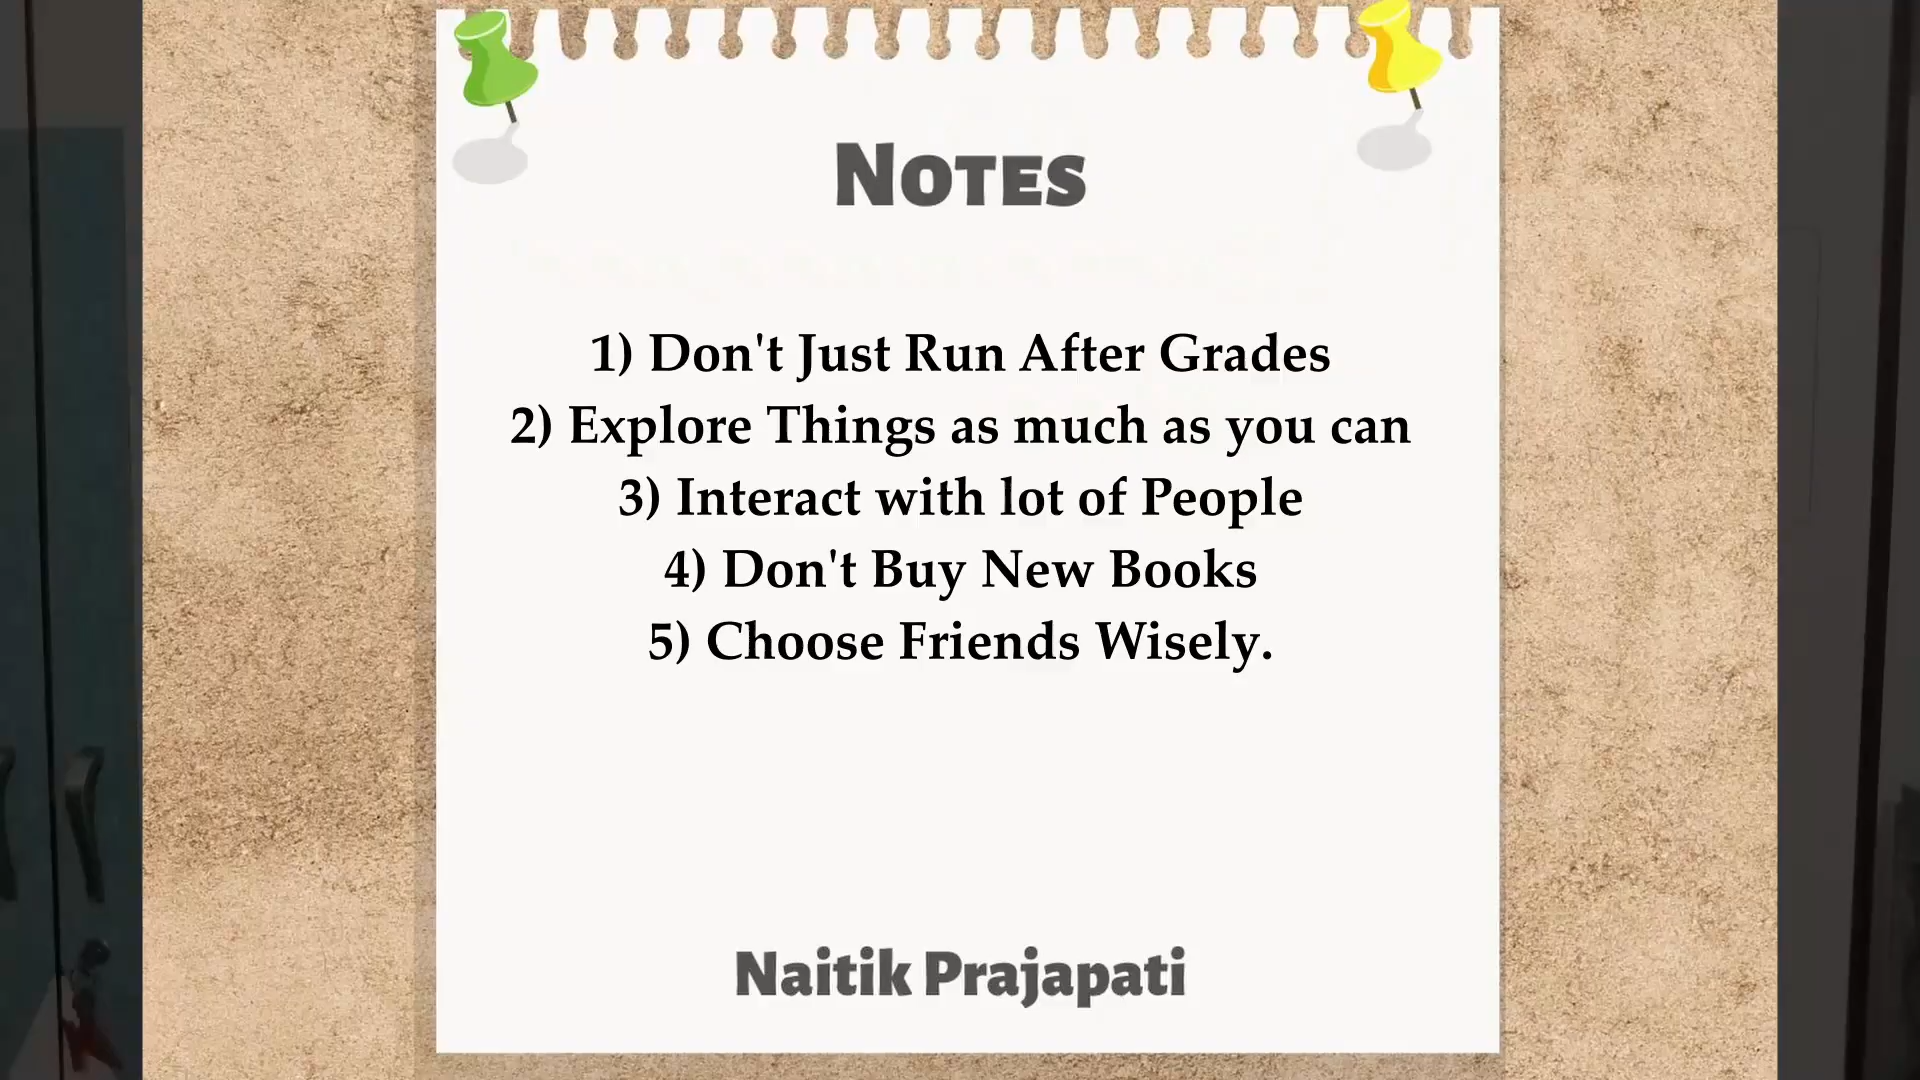 Notes
1) Don't Just Run After Grades
2) Explore Things as much as you can
3) Interact with lot of People
4) Don't Buy New Books
5) Choose Friends Wisely.
Naitik Prajapati